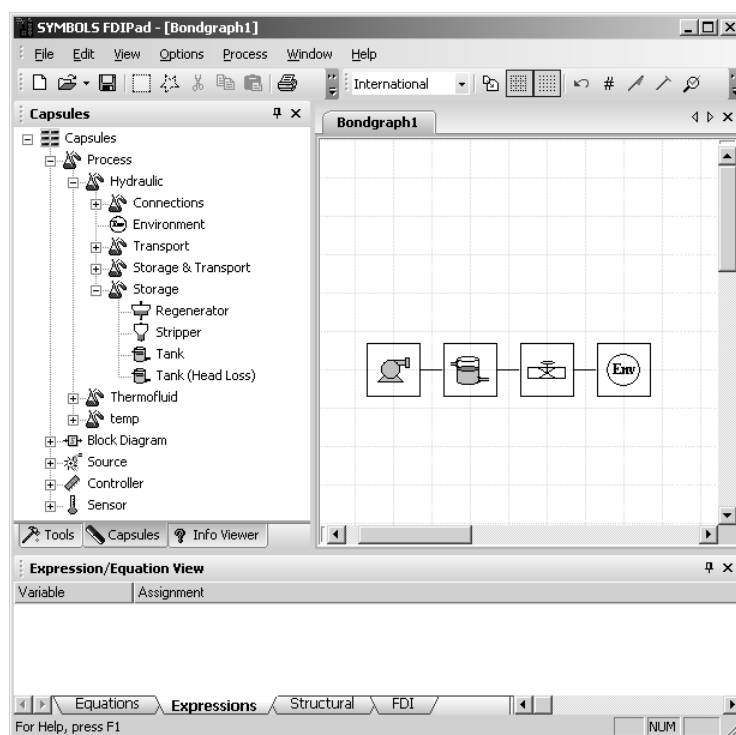 SYMBOLS FDIPad - [Bondgraph1]
File Edit View Options Process Window Help
International
Capsules
Bondgraph1
Capsules
Process
Hydraulic
Connections
Environment
Transport
Storage & Transport
Storage
Regenerator
Stripper
Tank
Tank (Head Loss)
Thermofluid
temp
Block Diagram
Source
Controller
Sensor
Env
Tools Capsules Info Viewer
Expression/Equation View
Variable Assignment
Equations Expressions Structural FDI
For Help, press F1 NUM